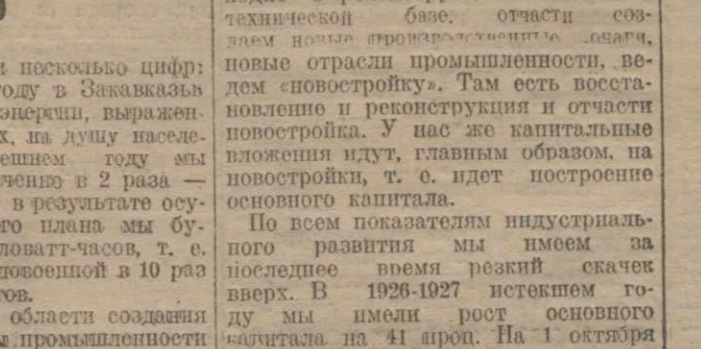 и несколько цифр:
году в Закавказьи
энергии, выражен-
х, на душу населе-
ешнем году мы
чению в 2 раза —
в результате осу-
го плана мы бу-
ловатт-часов, т. е.
довоенной в 10 раз
тов.
области создания
промышленности
технической базе, отчасти соз-
даем новые производственные очаги,
новые отрасли промышленности, ве-
дем «новостройку». Там есть восста-
новление и реконструкция и отчасти
новостройка. У нас же капитальные
вложения идут, главным образом, на
новостройки, т. е. идет построение
основного капитала.
По всем показателям индустриаль-
ного развития мы имеем за
последнее время резкий скачек
вверх. В 1926-1927 истекшем го-
ду мы имели рост основного
капитала на 41 проц. На 1 октября